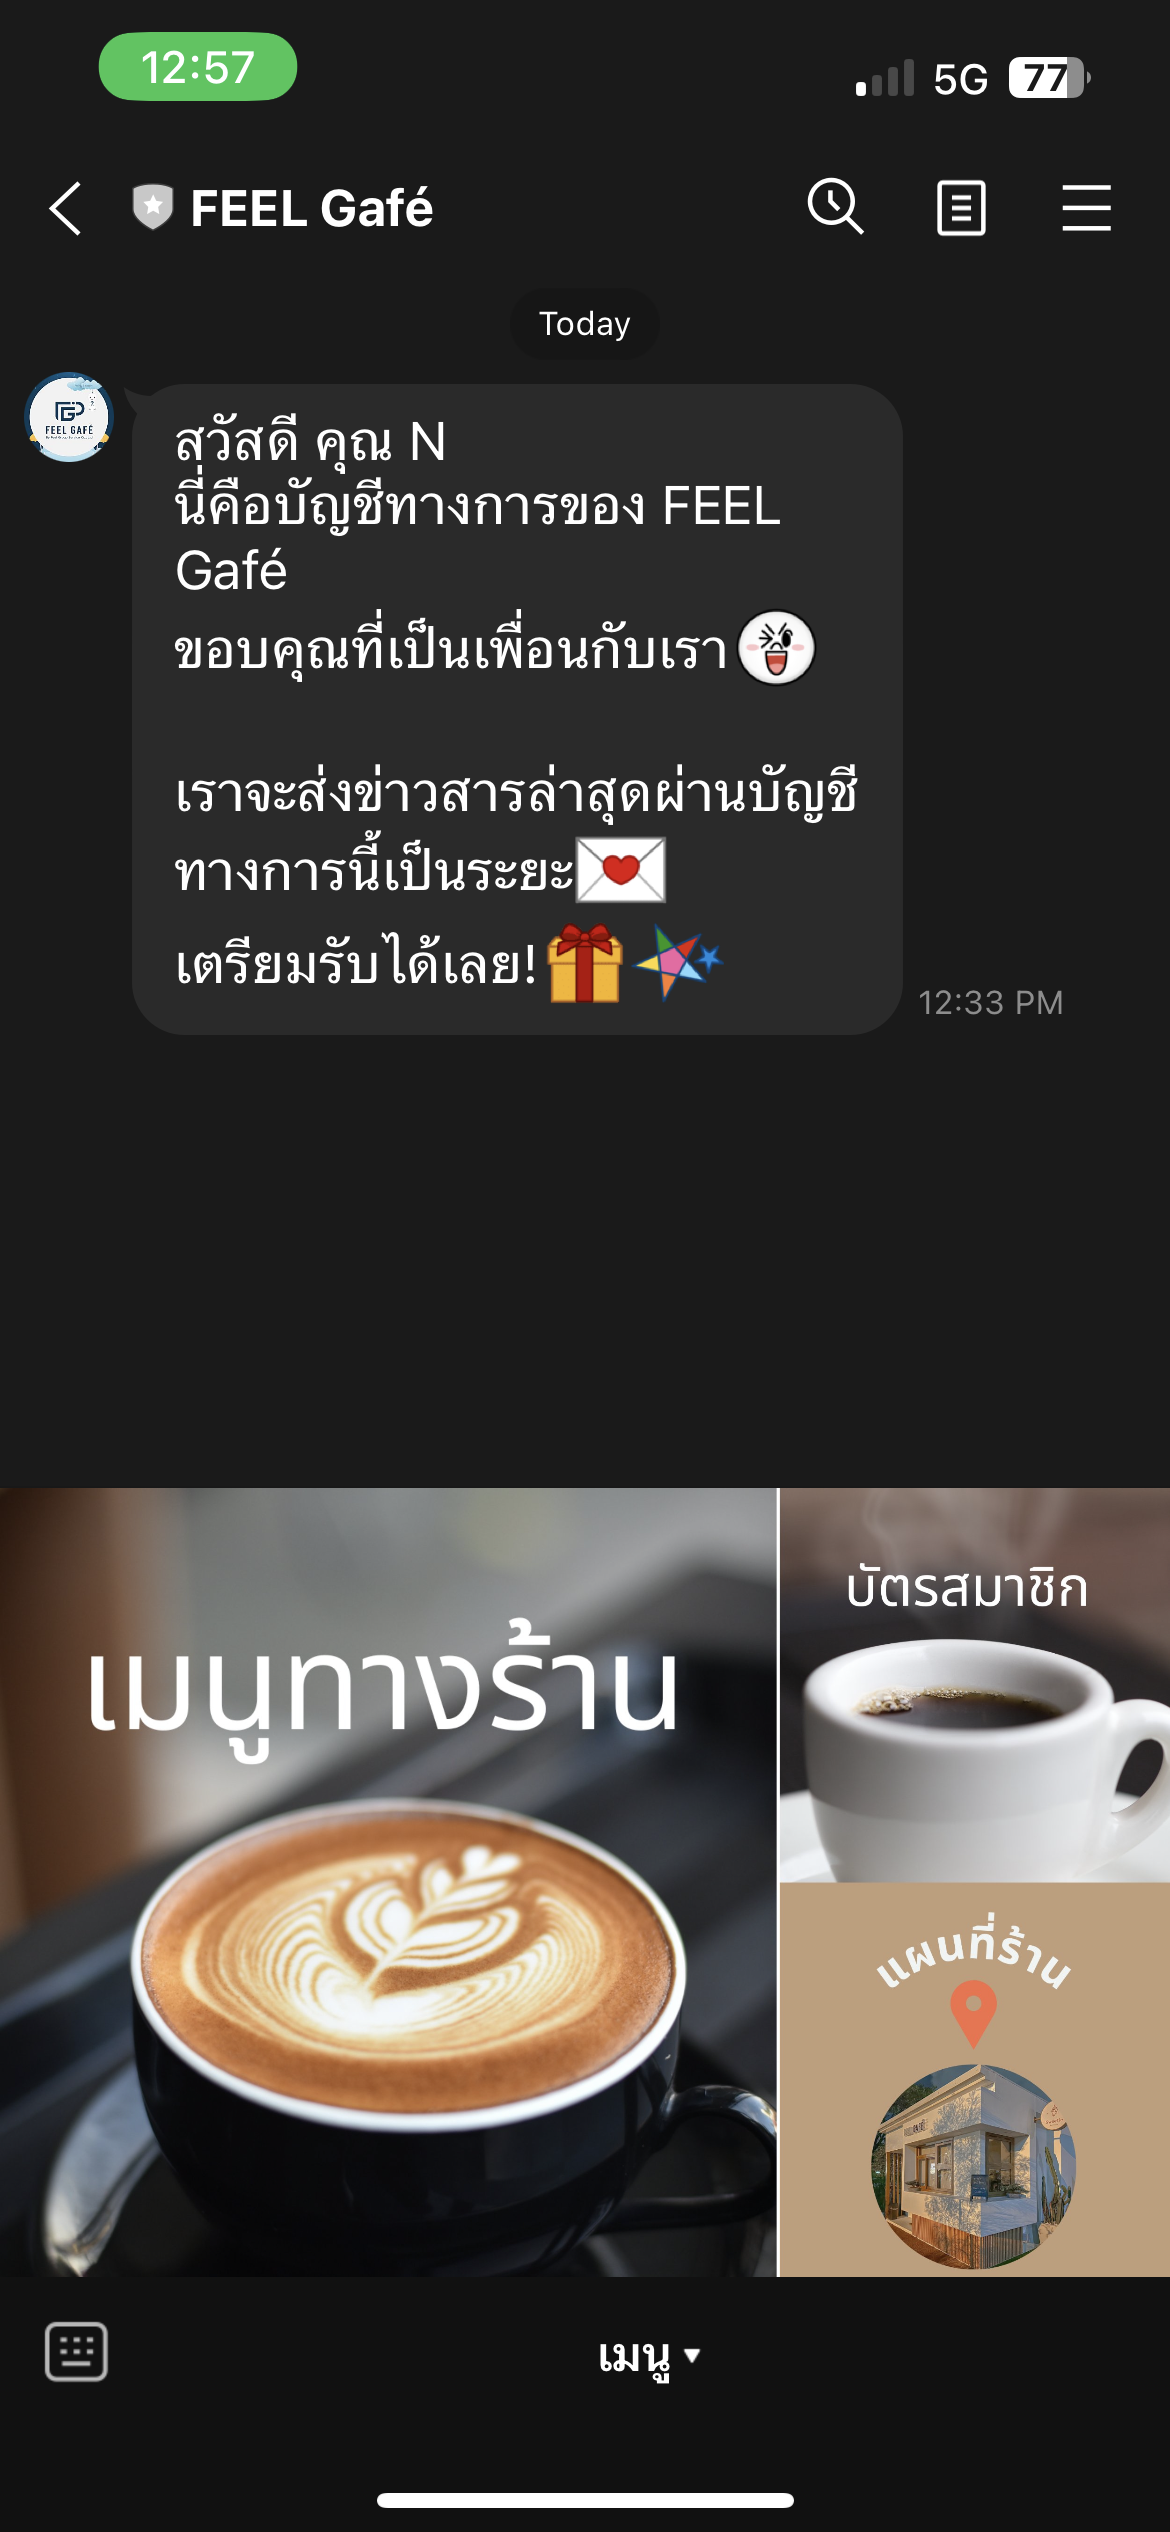 12:57
5G 77
FEEL Gafé
Today
FEEL GAFÉ
สวัสดี คุณ N
นี่คือบัญชีทางการของ FEEL
Gafé
ขอบคุณที่เป็นเพื่อนกับเรา
เราจะส่งข่าวสารล่าสุดผ่านบัญชี
ทางการนี้เป็นระยะ
เตรียมรับได้เลย!
12:33 PM
เมนูทางร้าน
บัตรสมาชิก
แผนที่ร้าน
เมนู